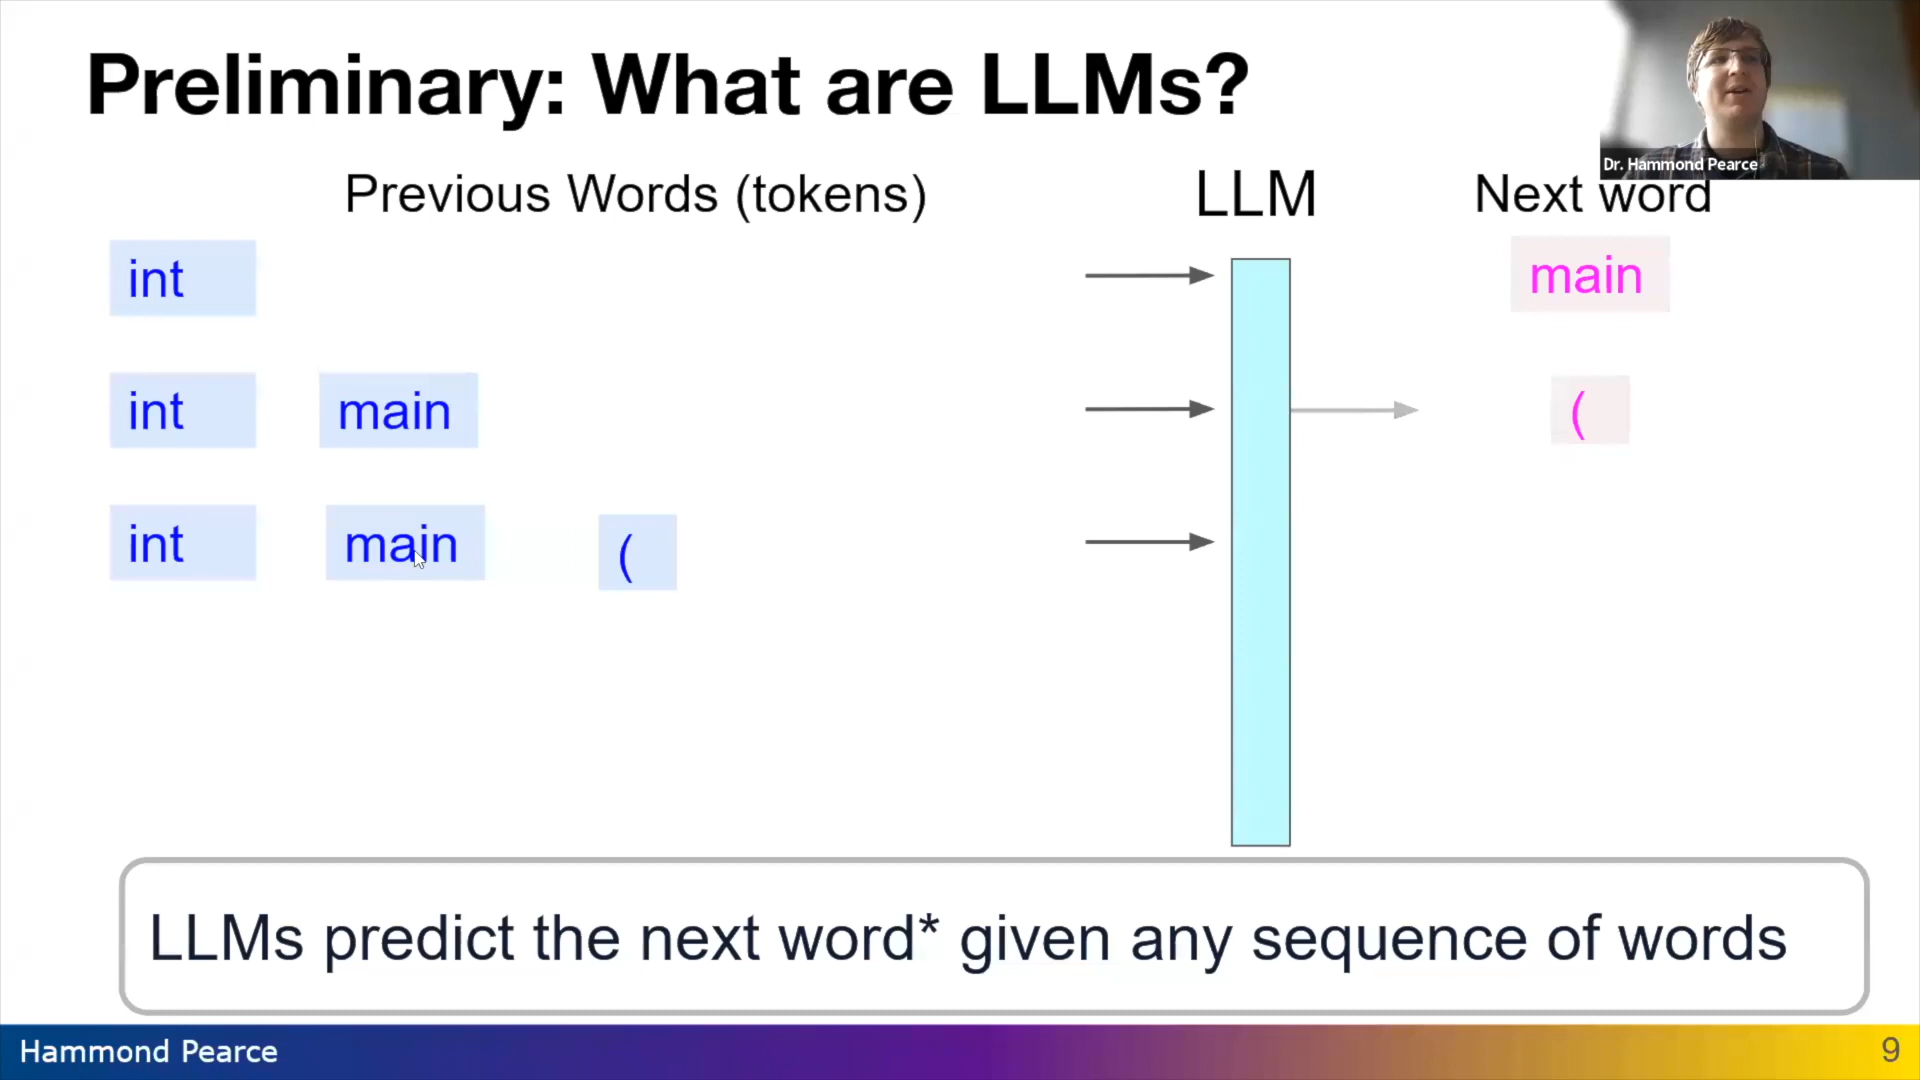 Preliminary: What are LLMs?
Dr. Hammond Pearce
Previous Words (tokens) LLM Next word
int main
int main (
int main (
LLMs predict the next word* given any sequence of words
Hammond Pearce 9